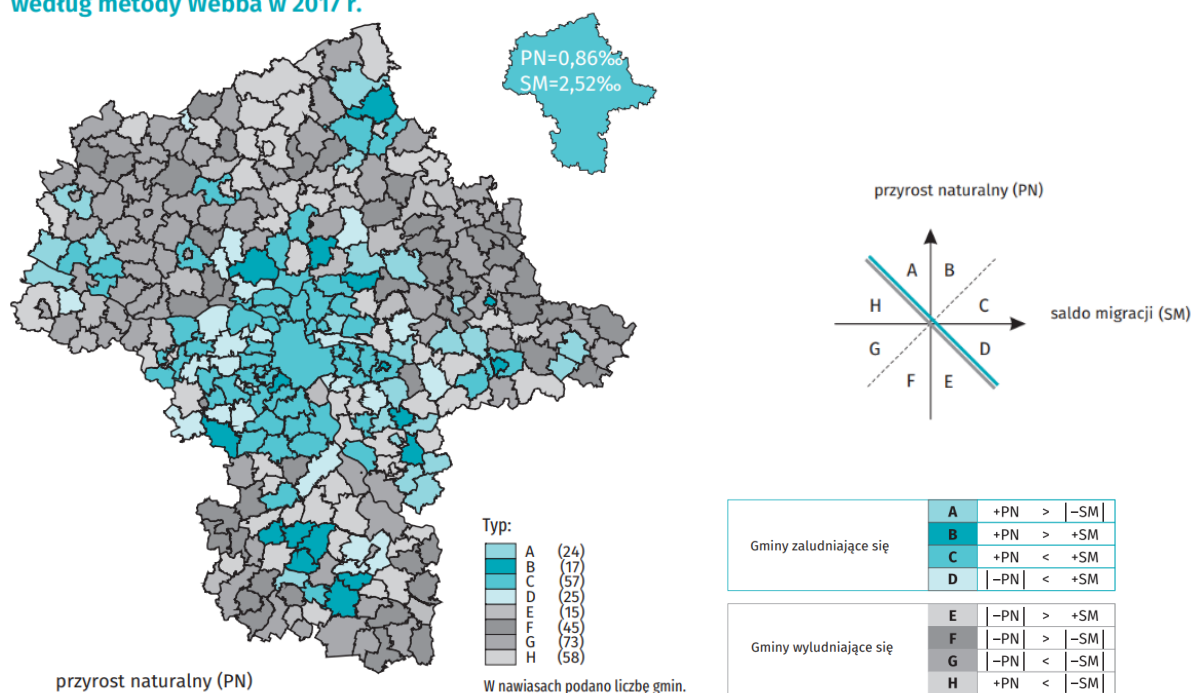 według metody Webba w 2017 r.
PN=0,86‰
SM=2,52‰
przyrost naturalny (PN)
A B
H C
saldo migracji (SM)
G D
F E
Typ:
A (24)
B (17)
C (57)
D (25)
E (15)
F (45)
G (73)
H (58)
W nawiasach podano liczbę gmin.
Gminy zaludniające się
A +PN > |−SM|
B +PN > +SM
C +PN < +SM
D |−PN| < +SM
Gminy wyludniające się
E |−PN| > +SM
F |−PN| > |−SM|
G |−PN| < |−SM|
H +PN < |−SM|
przyrost naturalny (PN)